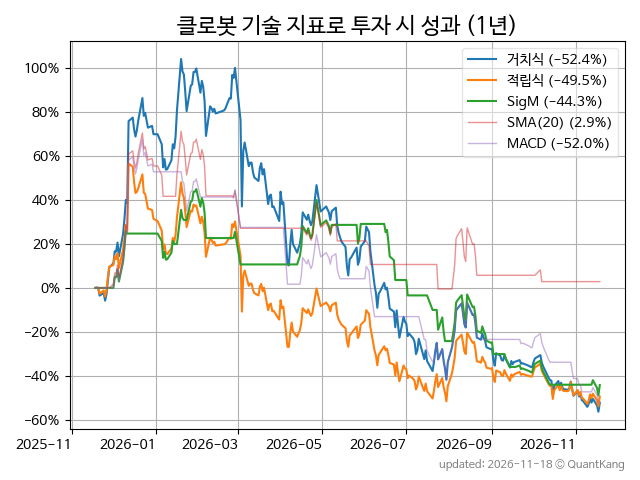 클로봇 기술 지표로 투자 시 성과 (1년)
거치식 (−52.4%)
적립식 (−49.5%)
SigM (−44.3%)
SMA(20) (2.9%)
MACD (−52.0%)
100%
80%
60%
40%
20%
0%
−20%
−40%
−60%
2025-11 2026-01 2026-03 2026-05 2026-07 2026-09 2026-11
updated: 2026-11-18 © QuantKang